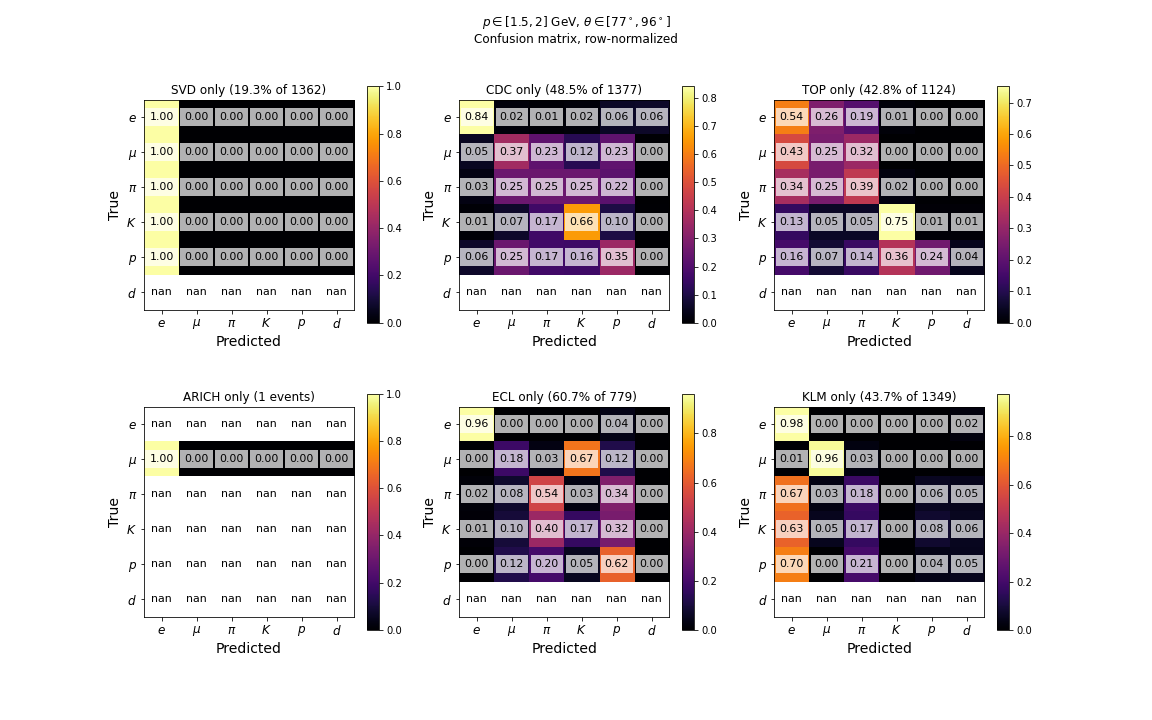 p ∈ [1.5, 2] GeV, θ ∈ [77°, 96°]
Confusion matrix, row-normalized
SVD only (19.3% of 1362)
e 1.00 0.00 0.00 0.00 0.00 0.00
μ 1.00 0.00 0.00 0.00 0.00 0.00
π 1.00 0.00 0.00 0.00 0.00 0.00
K 1.00 0.00 0.00 0.00 0.00 0.00
p 1.00 0.00 0.00 0.00 0.00 0.00
d nan nan nan nan nan nan
e μ π K p d
True
Predicted
1.0
0.8
0.6
0.4
0.2
0.0
CDC only (48.5% of 1377)
e 0.84 0.02 0.01 0.02 0.06 0.06
μ 0.05 0.37 0.23 0.12 0.23 0.00
π 0.03 0.25 0.25 0.25 0.22 0.00
K 0.01 0.07 0.17 0.66 0.10 0.00
p 0.06 0.25 0.17 0.16 0.35 0.00
d nan nan nan nan nan nan
e μ π K p d
True
Predicted
0.8
0.7
0.6
0.5
0.4
0.3
0.2
0.1
0.0
TOP only (42.8% of 1124)
e 0.54 0.26 0.19 0.01 0.00 0.00
μ 0.43 0.25 0.32 0.00 0.00 0.00
π 0.34 0.25 0.39 0.02 0.00 0.00
K 0.13 0.05 0.05 0.75 0.01 0.01
p 0.16 0.07 0.14 0.36 0.24 0.04
d nan nan nan nan nan nan
e μ π K p d
True
Predicted
0.7
0.6
0.5
0.4
0.3
0.2
0.1
0.0
ARICH only (1 events)
e nan nan nan nan nan nan
μ 1.00 0.00 0.00 0.00 0.00 0.00
π nan nan nan nan nan nan
K nan nan nan nan nan nan
p nan nan nan nan nan nan
d nan nan nan nan nan nan
e μ π K p d
True
Predicted
1.0
0.8
0.6
0.4
0.2
0.0
ECL only (60.7% of 779)
e 0.96 0.00 0.00 0.00 0.04 0.00
μ 0.00 0.18 0.03 0.67 0.12 0.00
π 0.02 0.08 0.54 0.03 0.34 0.00
K 0.01 0.10 0.40 0.17 0.32 0.00
p 0.00 0.12 0.20 0.05 0.62 0.00
d nan nan nan nan nan nan
e μ π K p d
True
Predicted
0.8
0.6
0.4
0.2
0.0
KLM only (43.7% of 1349)
e 0.98 0.00 0.00 0.00 0.00 0.02
μ 0.01 0.96 0.03 0.00 0.00 0.00
π 0.67 0.03 0.18 0.00 0.06 0.05
K 0.63 0.05 0.17 0.00 0.08 0.06
p 0.70 0.00 0.21 0.00 0.04 0.05
d nan nan nan nan nan nan
e μ π K p d
True
Predicted
0.8
0.6
0.4
0.2
0.0